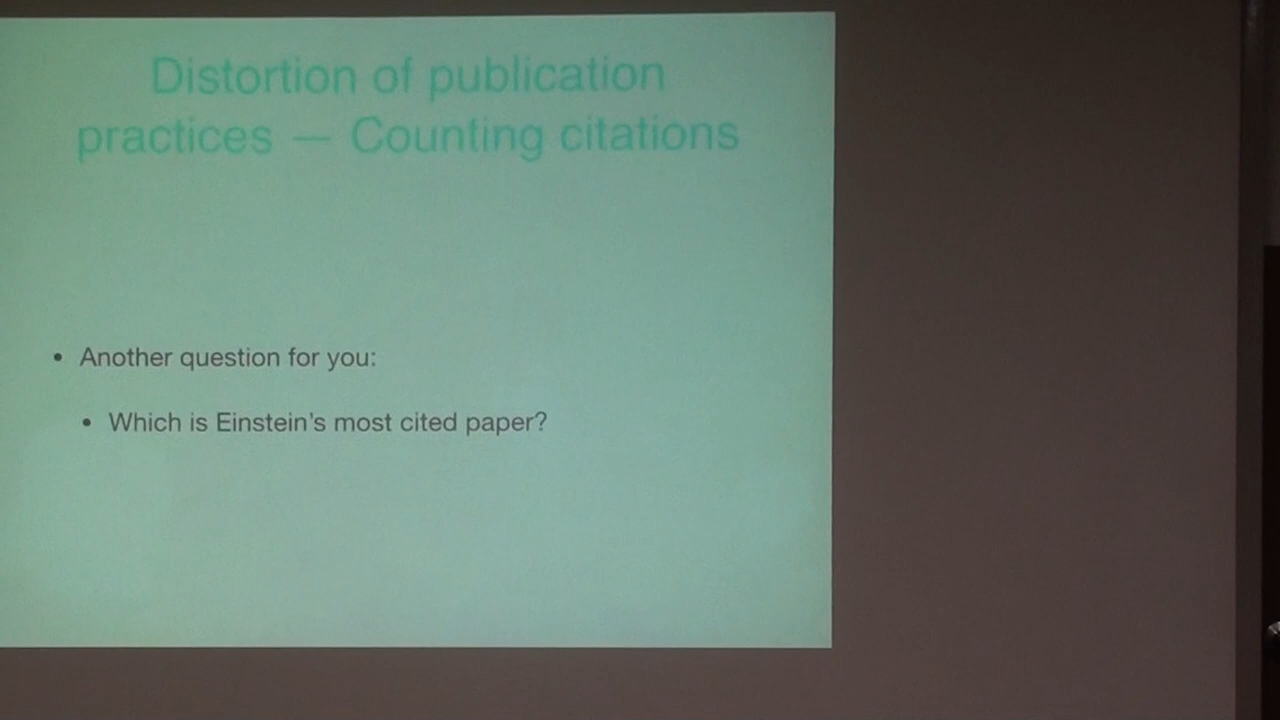 Distortion of publication
practices — Counting citations
• Another question for you:
• Which is Einstein's most cited paper?